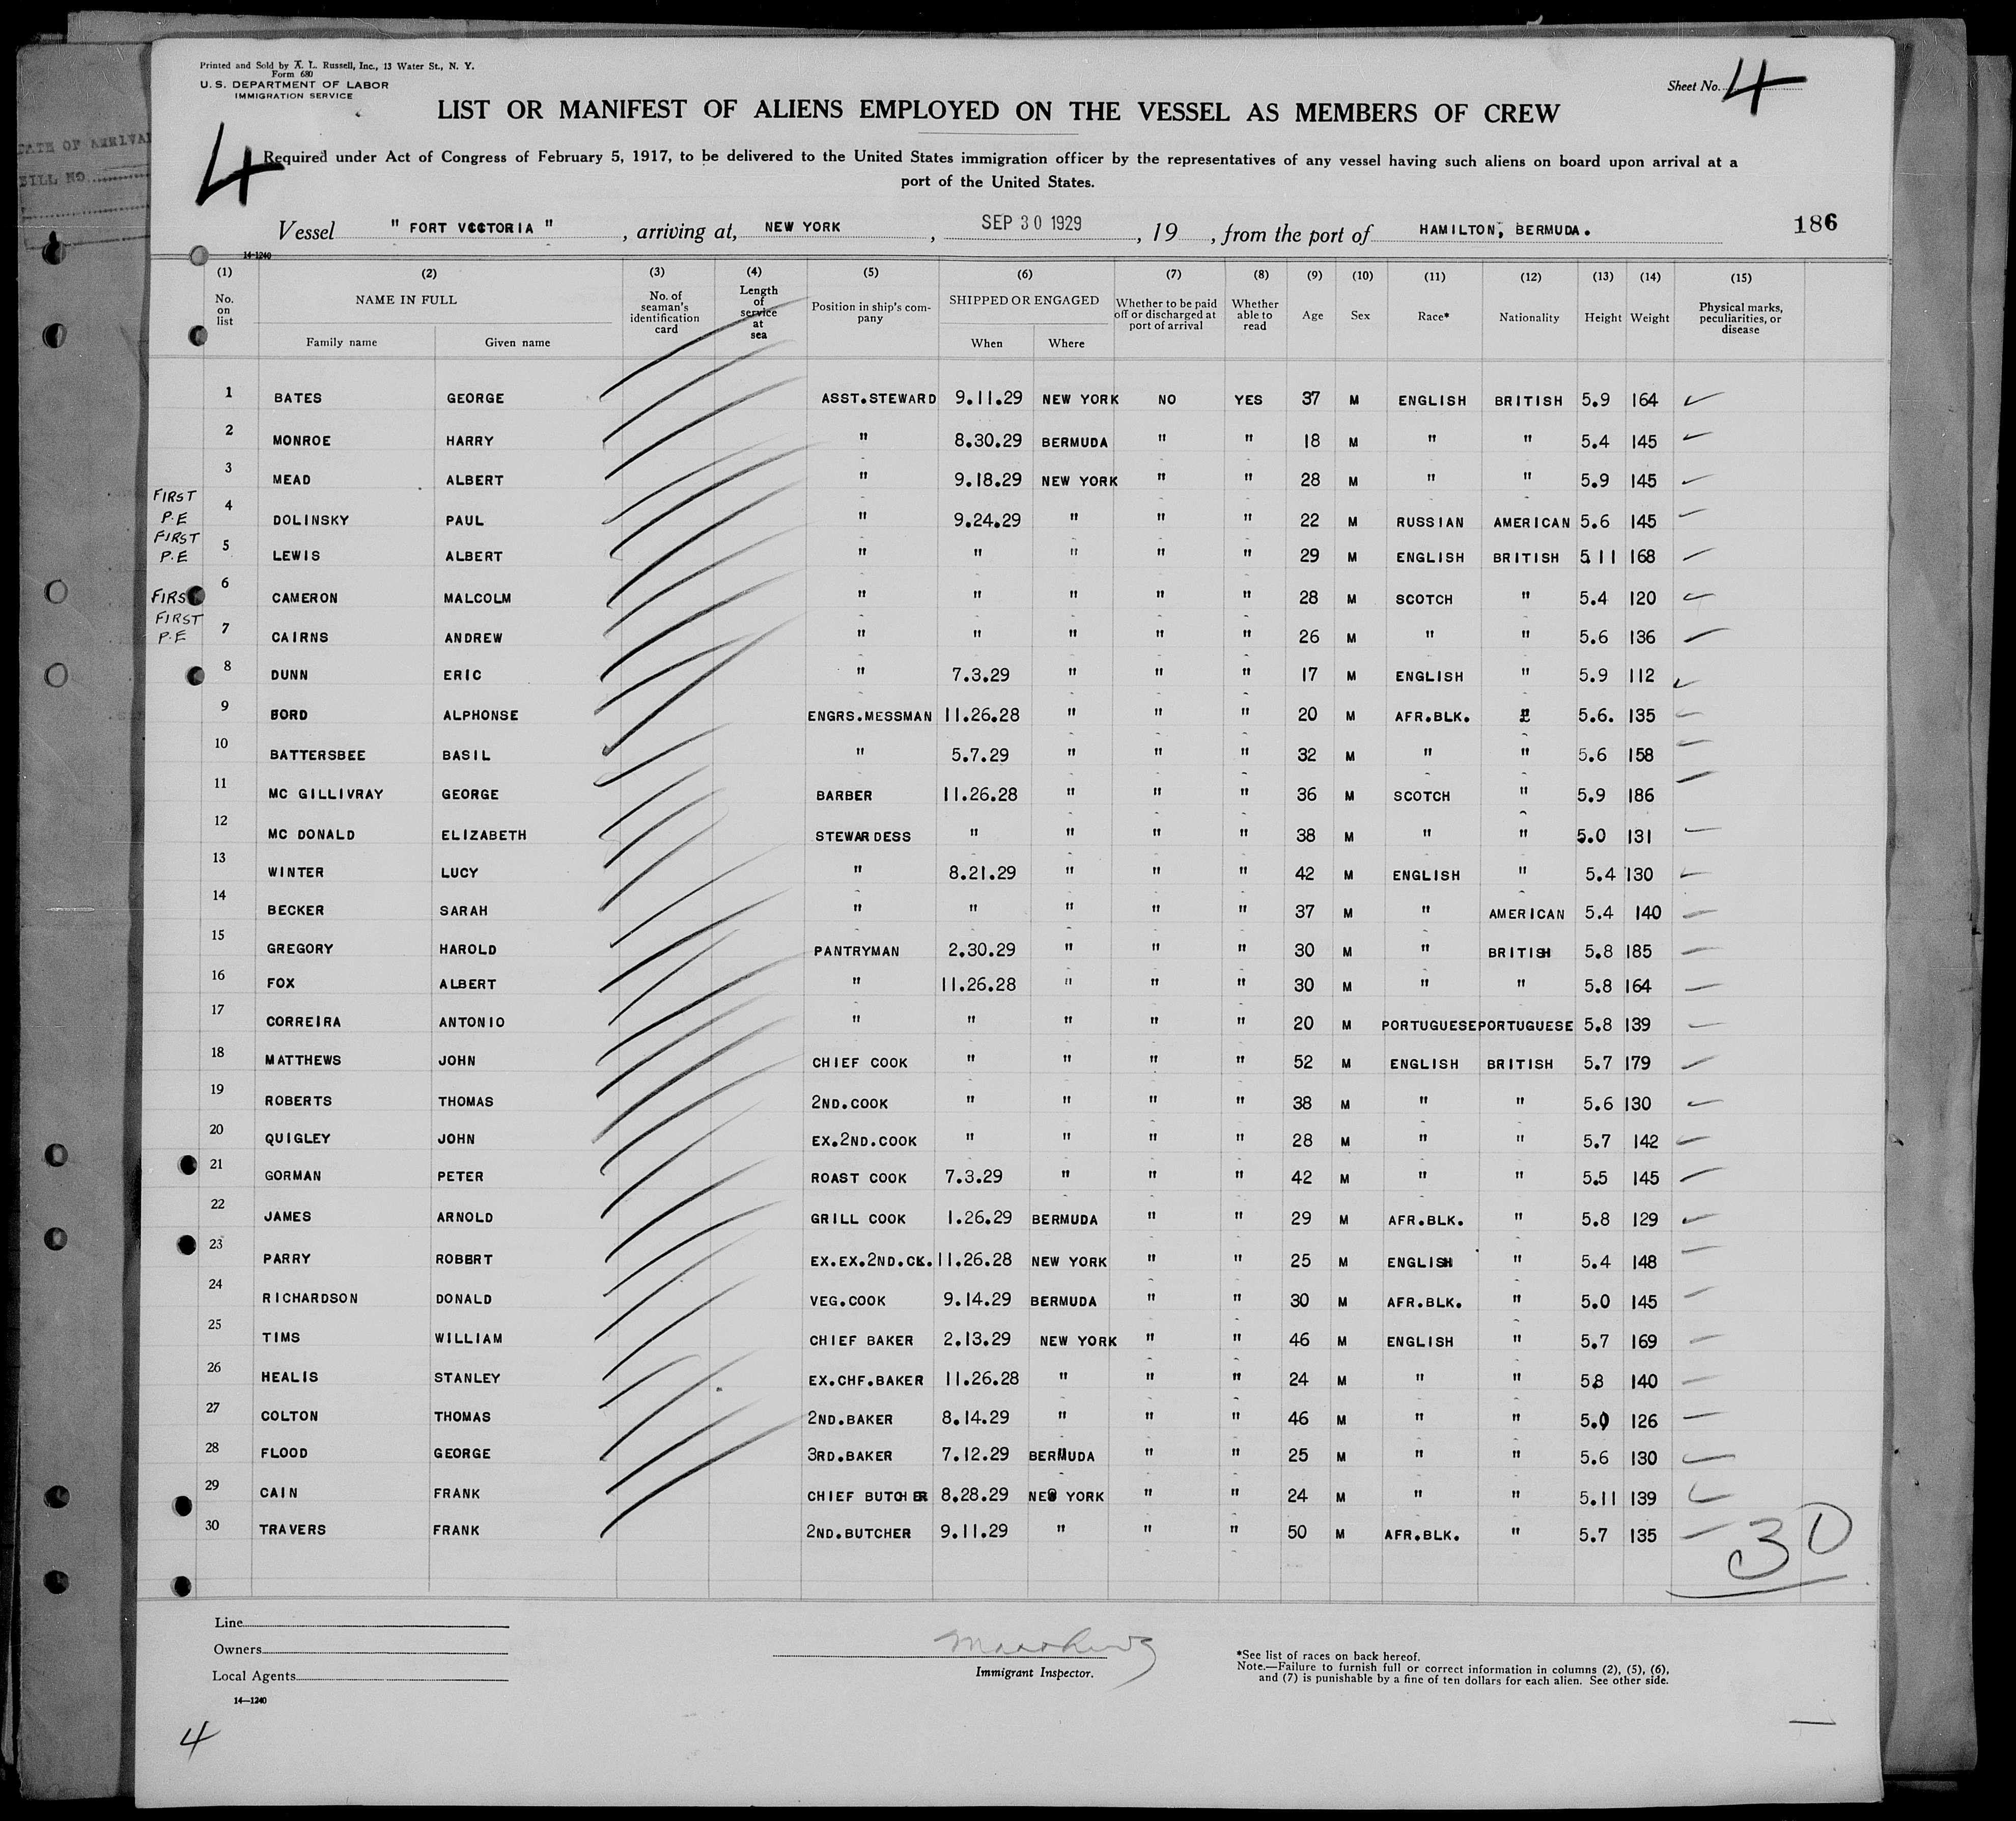 Printed and Sold by A. L. Russell, Inc., 13 Water St., N. Y.
Form 680
U. S. DEPARTMENT OF LABOR
IMMIGRATION SERVICE
Sheet No. 4
LIST OR MANIFEST OF ALIENS EMPLOYED ON THE VESSEL AS MEMBERS OF CREW
4
Required under Act of Congress of February 5, 1917, to be delivered to the United States immigration officer by the representatives of any vessel having such aliens on board upon arrival at a
port of the United States.
DATE OF ARRIVAL
BILL NO
Vessel " FORT VCCTORIA " , arriving at, NEW YORK , SEP 30 1929 , 19 , from the port of HAMILTON, BERMUDA. 186
14-1240
(1) (2) (3) (4) (5) (6) (7) (8) (9) (10) (11) (12) (13) (14) (15)
No. on list NAME IN FULL Family name Given name No. of seaman's identification card Length of service at sea Position in ship's company SHIPPED OR ENGAGED When Where Whether to be paid off or discharged at port of arrival Whether able to read Age Sex Race* Nationality Height Weight Physical marks, peculiarities, or disease
1 BATES GEORGE ASST.STEWARD 9.11.29 NEW YORK NO YES 37 M ENGLISH BRITISH 5.9 164
2 MONROE HARRY " 8.30.29 BERMUDA " " 18 M " " 5.4 145
3 MEAD ALBERT " 9.18.29 NEW YORK " " 28 M " " 5.9 145
FIRST P.E 4 DOLINSKY PAUL " 9.24.29 " " " 22 M RUSSIAN AMERICAN 5.6 145
FIRST P.E 5 LEWIS ALBERT " " " " " 29 M ENGLISH BRITISH 5 11 168
FIRST 6 CAMERON MALCOLM " " " " " 28 M SCOTCH " 5.4 120
FIRST P.E 7 CAIRNS ANDREW " " " " " 26 M " " 5.6 136
8 DUNN ERIC " 7.3.29 " " " 17 M ENGLISH " 5.9 112
9 BORD ALPHONSE ENGRS.MESSMAN 11.26.28 " " " 20 M AFR.BLK. " 5.6. 135
10 BATTERSBEE BASIL " 5.7.29 " " " 32 M " " 5.6 158
11 MC GILLIVRAY GEORGE BARBER 11.26.28 " " " 36 M SCOTCH " 5.9 186
12 MC DONALD ELIZABETH STEWARDESS " " " " 38 M " " 5.0 131
13 WINTER LUCY " 8.21.29 " " " 42 M ENGLISH " 5.4 130
14 BECKER SARAH " " " " " 37 M " AMERICAN 5.4 140
15 GREGORY HAROLD PANTRYMAN 2.30.29 " " " 30 M " BRITISH 5.8 185
16 FOX ALBERT " 11.26.28 " " " 30 M " " 5.8 164
17 CORREIRA ANTONIO " " " " " 20 M PORTUGUESE PORTUGUESE 5.8 139
18 MATTHEWS JOHN CHIEF COOK " " " " 52 M ENGLISH BRITISH 5.7 179
19 ROBERTS THOMAS 2ND.COOK " " " " 38 M " " 5.6 130
20 QUIGLEY JOHN EX.2ND.COOK " " " " 28 M " " 5.7 142
21 GORMAN PETER ROAST COOK 7.3.29 " " " 42 M " " 5.5 145
22 JAMES ARNOLD GRILL COOK 1.26.29 BERMUDA " " 29 M AFR.BLK. " 5.8 129
23 PARRY ROBERT EX.EX.2ND.CK. 11.26.28 NEW YORK " " 25 M ENGLISH " 5.4 148
24 RICHARDSON DONALD VEG.COOK 9.14.29 BERMUDA " " 30 M AFR.BLK. " 5.0 145
25 TIMS WILLIAM CHIEF BAKER 2.13.29 NEW YORK " " 46 M ENGLISH " 5.7 169
26 HEALIS STANLEY EX.CHF.BAKER 11.26.28 " " " 24 M " " 5.8 140
27 COLTON THOMAS 2ND.BAKER 8.14.29 " " " 46 M " " 5.0 126
28 FLOOD GEORGE 3RD.BAKER 7.12.29 BERMUDA " " 25 M " " 5.6 130
29 CAIN FRANK CHIEF BUTCHER 8.28.29 NEW YORK " " 24 M " " 5.11 139
30 TRAVERS FRANK 2ND.BUTCHER 9.11.29 " " " 50 M AFR.BLK. " 5.7 135
30
Line
Owners
Local Agents
14—1240
Immigrant Inspector.
*See list of races on back hereof.
Note.—Failure to furnish full or correct information in columns (2), (5), (6),
and (7) is punishable by a fine of ten dollars for each alien. See other side.
4